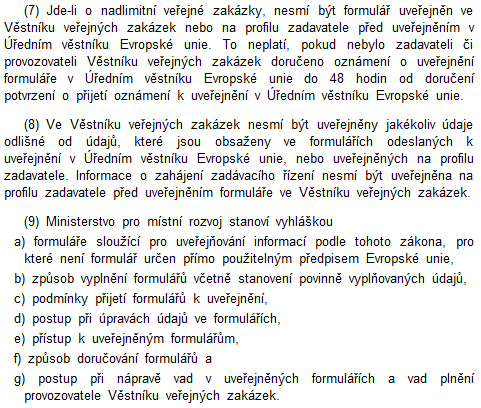 (7) Jde-li o nadlimitní veřejné zakázky, nesmí být formulář uveřejněn ve
Věstníku veřejných zakázek nebo na profilu zadavatele před uveřejněním v
Úředním věstníku Evropské unie. To neplatí, pokud nebylo zadavateli či
provozovateli Věstníku veřejných zakázek doručeno oznámení o uveřejnění
formuláře v Úředním věstníku Evropské unie do 48 hodin od doručení
potvrzení o přijetí oznámení k uveřejnění v Úředním věstníku Evropské unie.
(8) Ve Věstníku veřejných zakázek nesmí být uveřejněny jakékoliv údaje
odlišné od údajů, které jsou obsaženy ve formulářích odeslaných k
uveřejnění v Úředním věstníku Evropské unie, nebo uveřejněných na profilu
zadavatele. Informace o zahájení zadávacího řízení nesmí být uveřejněna na
profilu zadavatele před uveřejněním formuláře ve Věstníku veřejných zakázek.
(9) Ministerstvo pro místní rozvoj stanoví vyhláškou
a) formuláře sloužící pro uveřejňování informací podle tohoto zákona, pro
které není formulář určen přímo použitelným předpisem Evropské unie,
b) způsob vyplnění formulářů včetně stanovení povinně vyplňovaných údajů,
c) podmínky přijetí formulářů k uveřejnění,
d) postup při úpravách údajů ve formulářích,
e) přístup k uveřejněným formulářům,
f) způsob doručování formulářů a
g) postup při nápravě vad v uveřejněných formulářích a vad plnění
provozovatele Věstníku veřejných zakázek.